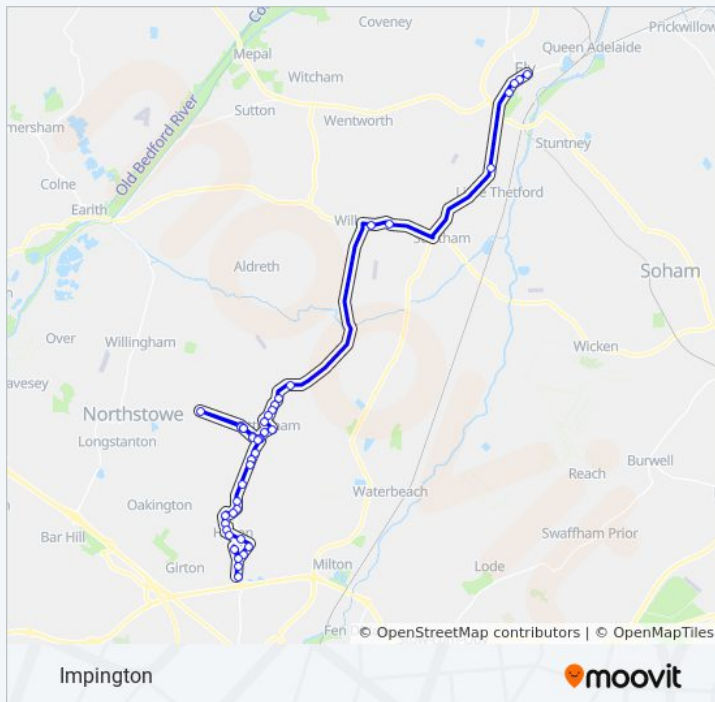 Coveney
Prickwillow
Queen Adelaide
Mepal
Ely
Witcham
Old Bedford River
Sutton
Wentworth
Stuntney
Colne
Earith
Aldreth
Soham
Over
Willingham
Wicken
Northstowe
Longstanton
Reach
Burwell
Waterbeach
Oakington
Swaffham Prior
Bar Hill
Girton
Milton
Lode
© OpenStreetMap contributors | © OpenMapTiles
Impington
moovit